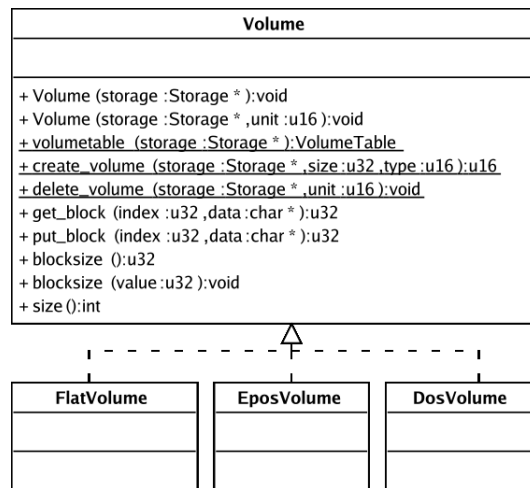 Volume
+ Volume (storage :Storage * ):void
+ Volume (storage :Storage * ,unit :u16 ):void
+ volumetable (storage :Storage * ):VolumeTable
+ create_volume (storage :Storage * ,size :u32 ,type :u16 ):u16
+ delete_volume (storage :Storage * ,unit :u16 ):void
+ get_block (index :u32 ,data :char * ):u32
+ put_block (index :u32 ,data :char * ):u32
+ blocksize ():u32
+ blocksize (value :u32 ):void
+ size ():int
FlatVolume EposVolume DosVolume